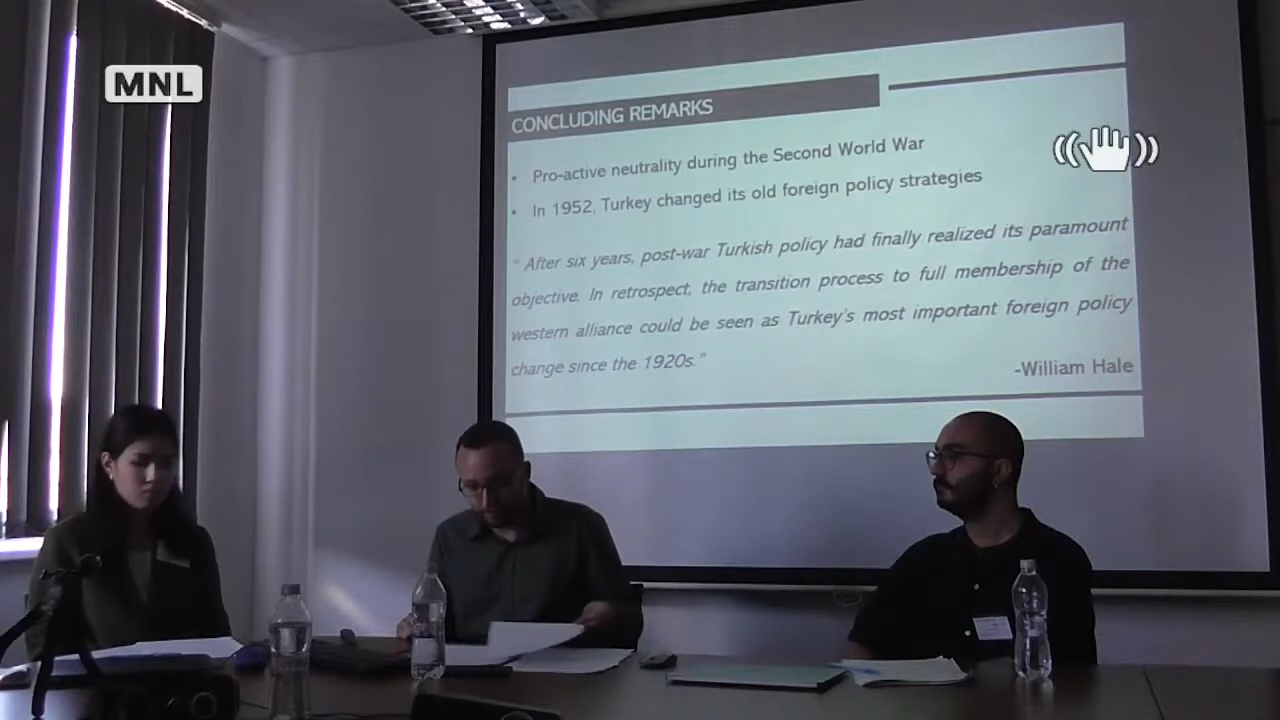 MNL
CONCLUDING REMARKS
• Pro-active neutrality during the Second World War
• In 1952, Turkey changed its old foreign policy strategies
“ After six years, post-war Turkish policy had finally realized its paramount
objective. In retrospect, the transition process to full membership of the
western alliance could be seen as Turkey's most important foreign policy
change since the 1920s.”
-William Hale